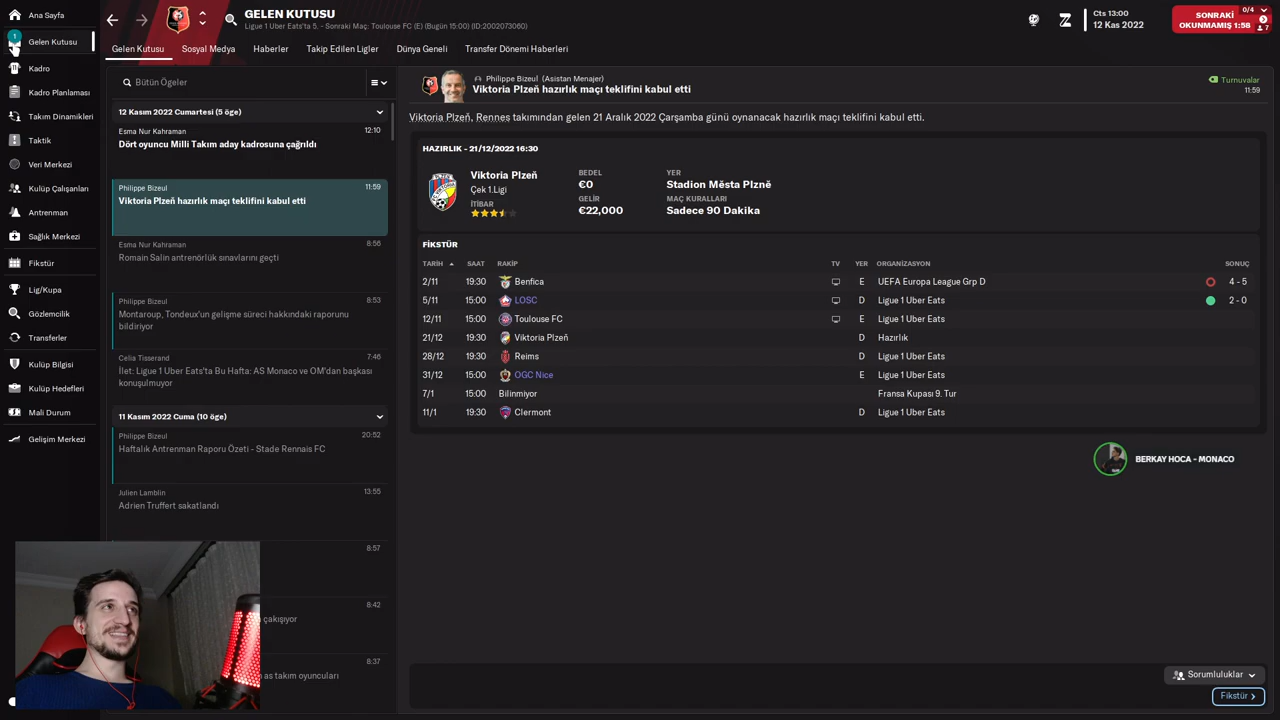 Ana Sayfa
1
Gelen Kutusu
Kadro
Kadro Planlaması
Takım Dinamikleri
Taktik
Veri Merkezi
Kulüp Çalışanları
Antrenman
Sağlık Merkezi
Fikstür
Lig/Kupa
Gözlemcilik
Transferler
Kulüp Bilgisi
Kulüp Hedefleri
Mali Durum
Gelişim Merkezi
GELEN KUTUSU
Ligue 1 Uber Eats'ta 5, - Sonraki Maç: Toulouse FC (E) (Bugün 15:00) (ID:2002073060)
Cts 13:00
12 Kas 2022
SONRAKİ
OKUNMAMIŞ 1:58
0/4
7
Gelen Kutusu Sosyal Medya Haberler Takip Edilen Ligler Dünya Geneli Transfer Dönemi Haberleri
Bütün Ögeler
12 Kasım 2022 Cumartesi (5 öge)
Esma Nur Kahraman 12:10
Dört oyuncu Milli Takım aday kadrosuna çağrıldı
Philippe Bizeul 11:59
Viktoria Plzeň hazırlık maçı teklifini kabul etti
Esma Nur Kahraman 8:56
Romain Salin antrenörlük sınavlarını geçti
Philippe Bizeul 8:53
Montaroup, Tondeux'un gelişme süreci hakkındaki raporunu
bildiriyor
Celia Tisserand 7:46
İlet: Ligue 1 Uber Eats'ta Bu Hafta: AS Monaco ve OM'dan başkası
konuşulmuyor
11 Kasım 2022 Cuma (10 öge)
Philippe Bizeul 20:52
Haftalık Antrenman Raporu Özeti - Stade Rennais FC
Julien Lamblin 13:55
Adrien Truffert sakatlandı
8:57
8:42
çakışıyor
8:37
as takım oyuncuları
Philippe Bizeul (Asistan Menajer)
Viktoria Plzeň hazırlık maçı teklifini kabul etti
Turnuvalar
11:59
Viktoria Plzeň, Rennes takımından gelen 21 Aralık 2022 Çarşamba günü oynanacak hazırlık maçı teklifini kabul etti.
HAZIRLIK - 21/12/2022 16:30
Viktoria Plzeň
Çek 1.Ligi
İTİBAR
BEDEL
€0
GELİR
€22,000
YER
Stadion Města Plzně
MAÇ KURALLARI
Sadece 90 Dakika
FİKSTÜR
TARİH SAAT RAKİP TV YER ORGANİZASYON SONUÇ
2/11 19:30 Benfica E UEFA Europa League Grp D 4 - 5
5/11 15:00 LOSC D Ligue 1 Uber Eats 2 - 0
12/11 15:00 Toulouse FC E Ligue 1 Uber Eats
21/12 19:30 Viktoria Plzeň D Hazırlık
28/12 19:30 Reims D Ligue 1 Uber Eats
31/12 15:00 OGC Nice E Ligue 1 Uber Eats
7/1 15:00 Bilinmiyor Fransa Kupası 9. Tur
11/1 19:30 Clermont D Ligue 1 Uber Eats
BERKAY HOCA - MONACO
Sorumluluklar
Fikstür